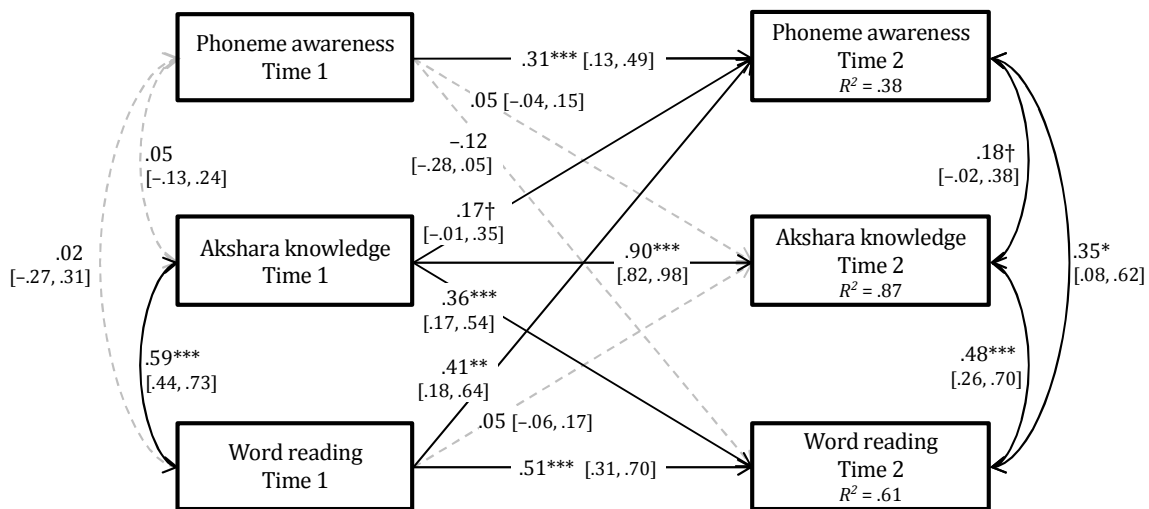 Phoneme awareness
Time 1
Phoneme awareness
Time 2
R² = .38
.31*** [.13, .49]
.05 [–.04, .15]
–.12
[–.28, .05]
.05
[–.13, .24]
.18†
[–.02, .38]
.17†
[–.01, .35]
Akshara knowledge
Time 1
Akshara knowledge
Time 2
R² = .87
.02
[–.27, .31]
.90***
[.82, .98]
.35*
[.08, .62]
.36***
[.17, .54]
.59***
[.44, .73]
.41**
[.18, .64]
.48***
[.26, .70]
.05 [–.06, .17]
Word reading
Time 1
Word reading
Time 2
R² = .61
.51*** [.31, .70]